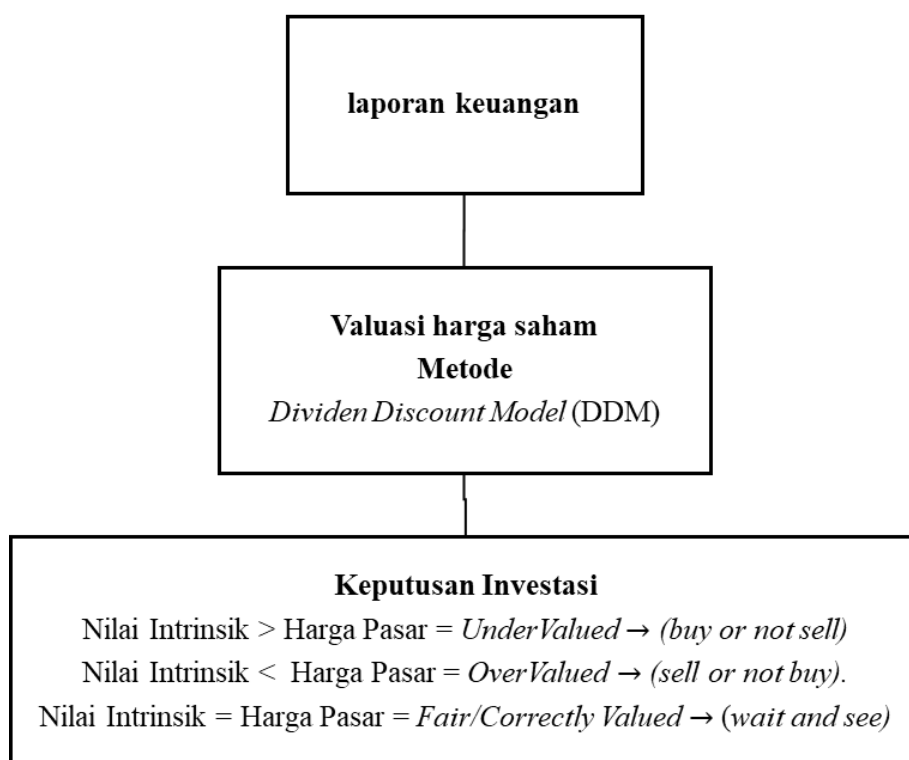 laporan keuangan
Valuasi harga saham
Metode
Dividen Discount Model (DDM)
Keputusan Investasi
Nilai Intrinsik > Harga Pasar = UnderValued → (buy or not sell)
Nilai Intrinsik < Harga Pasar = OverValued → (sell or not buy).
Nilai Intrinsik = Harga Pasar = Fair/Correctly Valued → (wait and see)